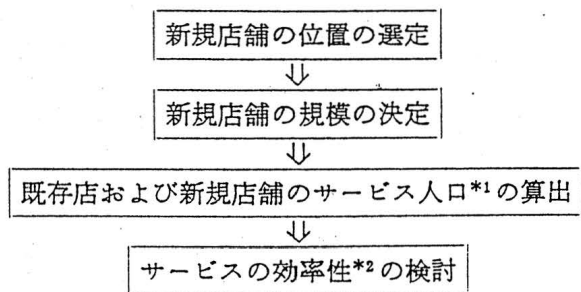 新規店舗の位置の選定
⇓
新規店舗の規模の決定
⇓
既存店および新規店舗のサービス人口*1の算出
⇓
サービスの効率性*2の検討